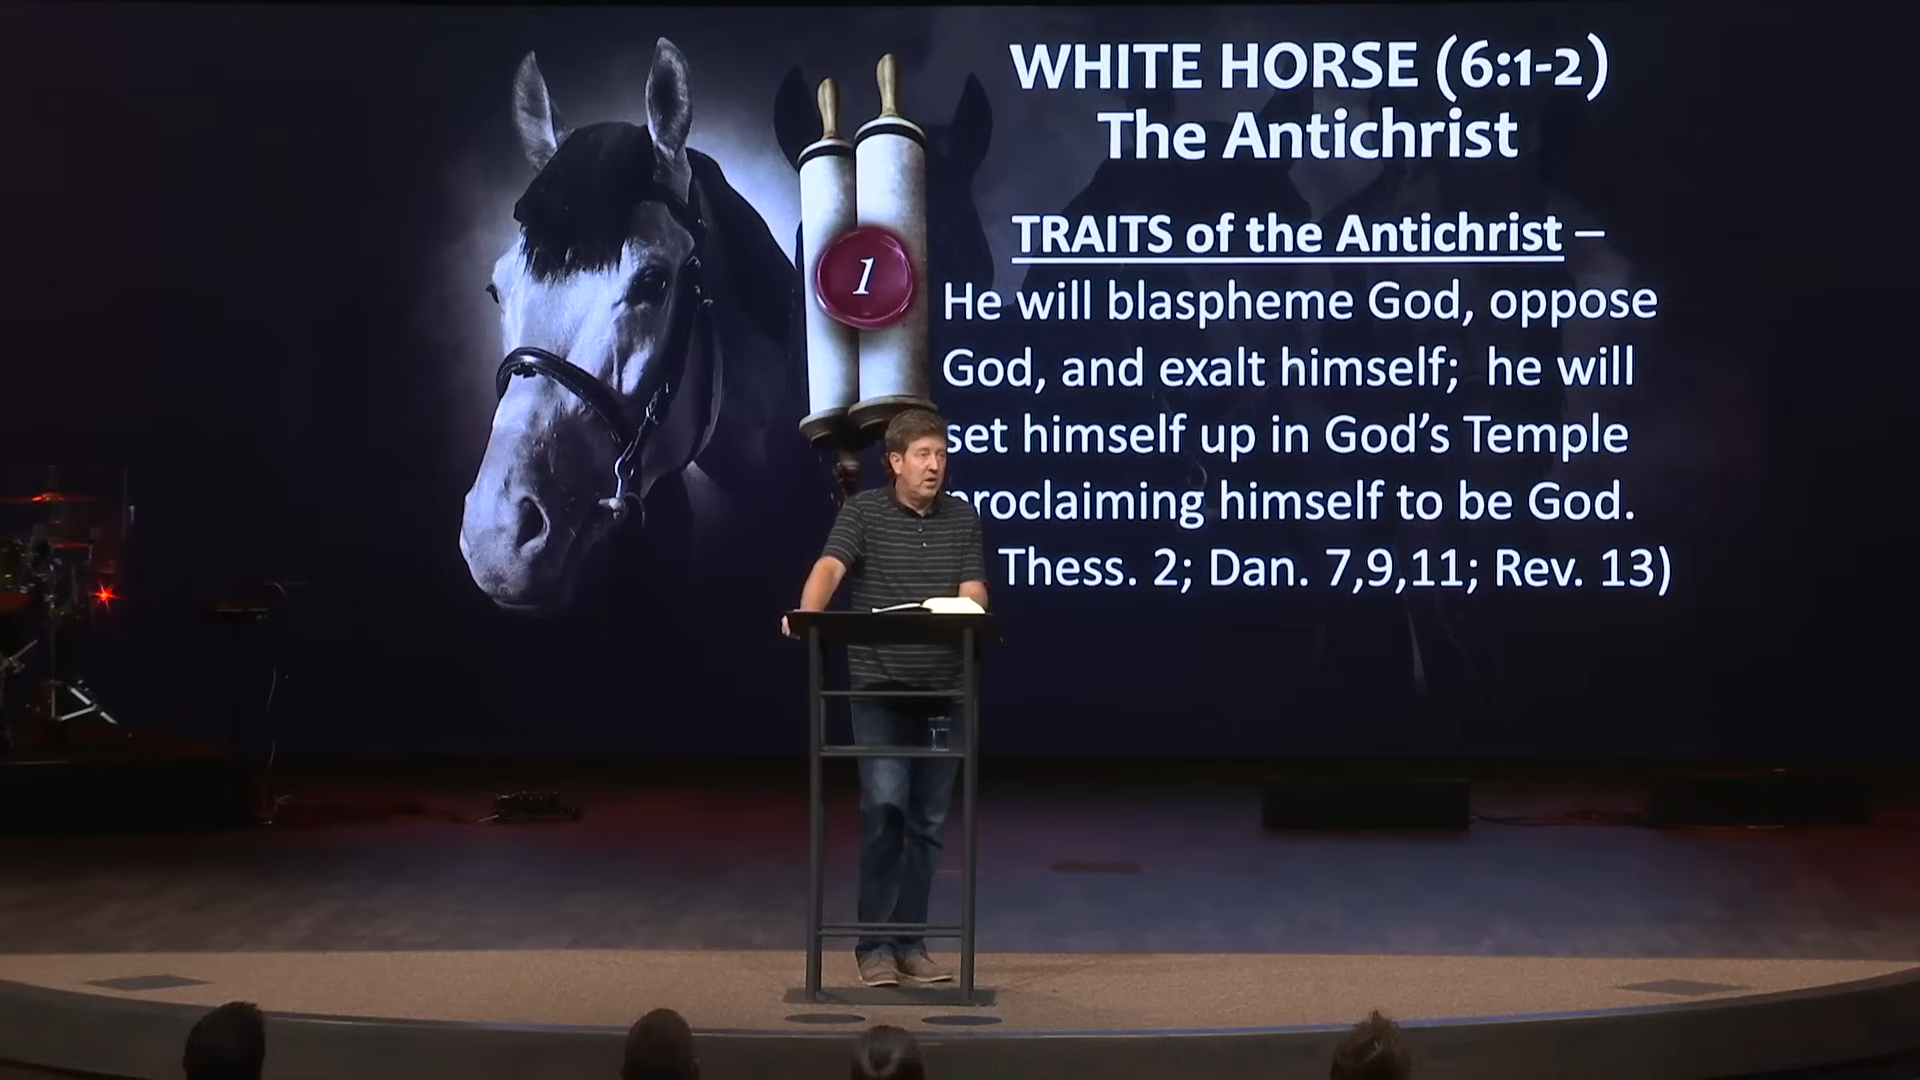 WHITE HORSE (6:1-2)
The Antichrist
TRAITS of the Antichrist –
1
He will blaspheme God, oppose
God, and exalt himself; he will
set himself up in God’s Temple
proclaiming himself to be God.
Thess. 2; Dan. 7,9,11; Rev. 13)